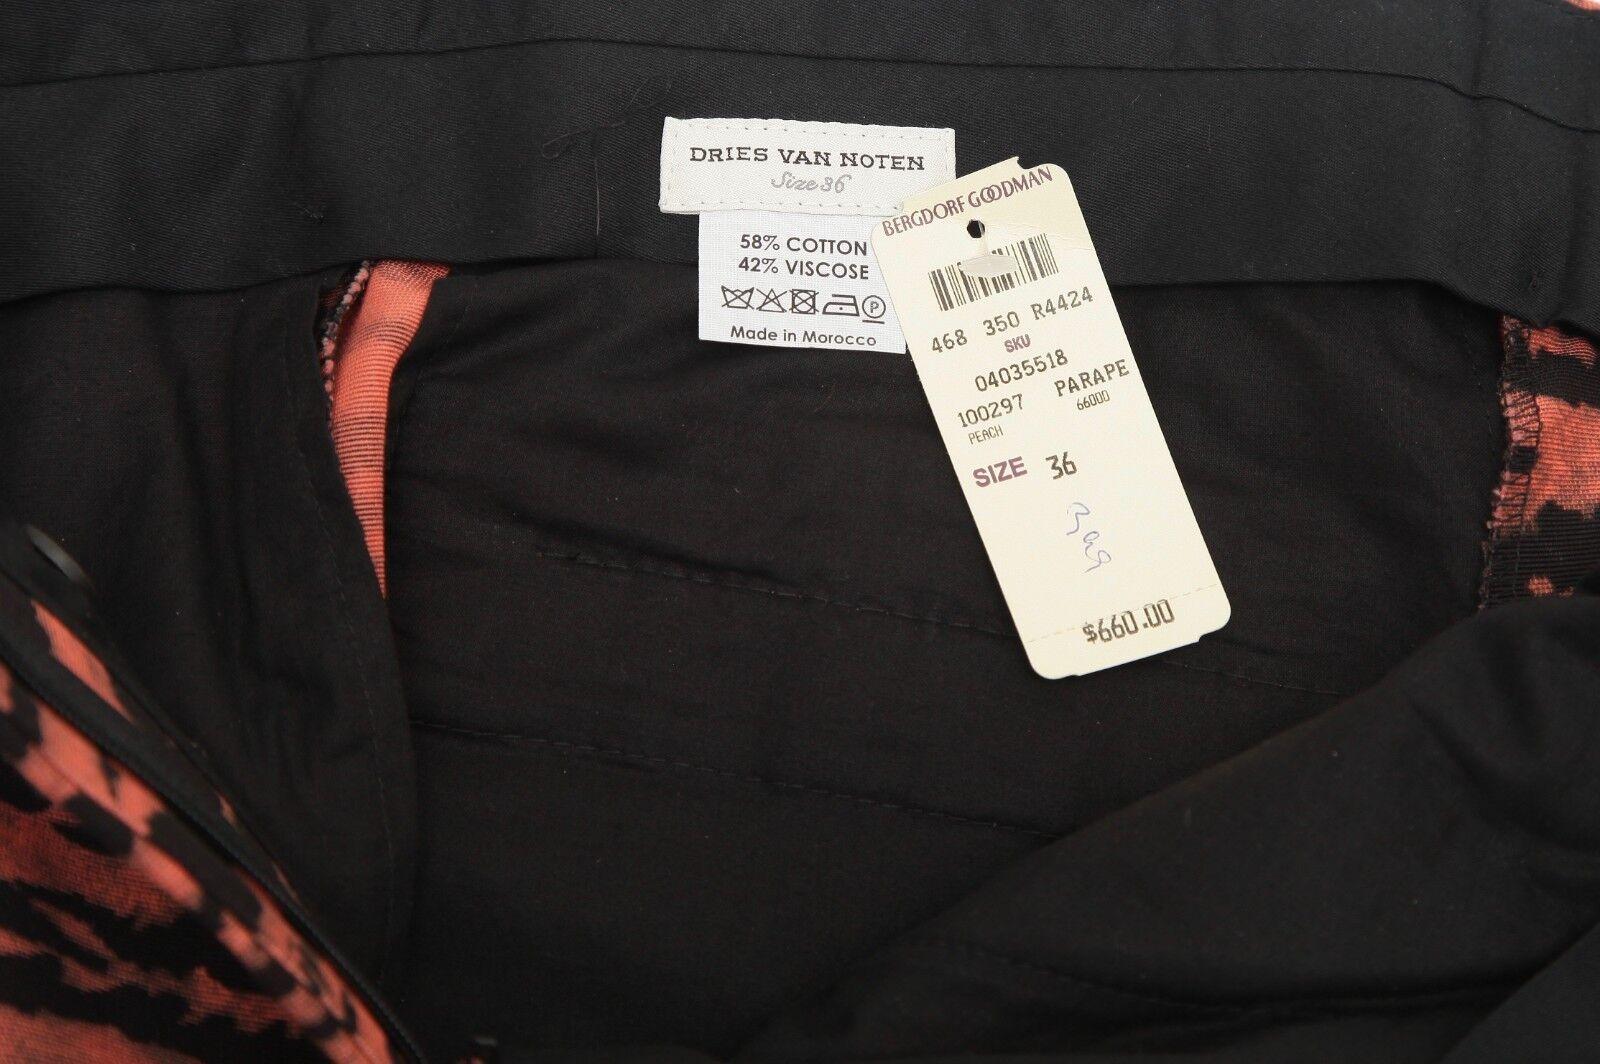 DRIES VAN NOTEN
Size 36
58% COTTON
42% VISCOSE
P
Made in Morocco
BERGDORF GOODMAN
468 350 R4424
SKU
04035518
100297 PARAPE
PEACH 66000
SIZE 36
$660.00